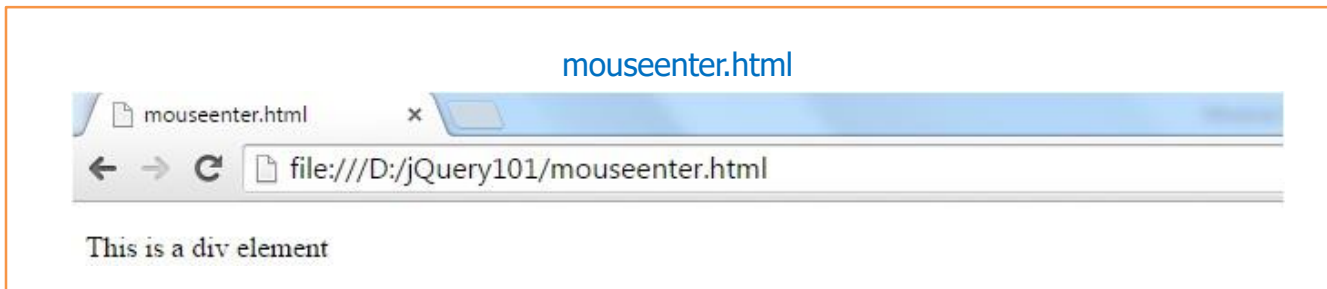 mouseenter.html
mouseenter.html ×
file:///D:/jQuery101/mouseenter.html
This is a div element